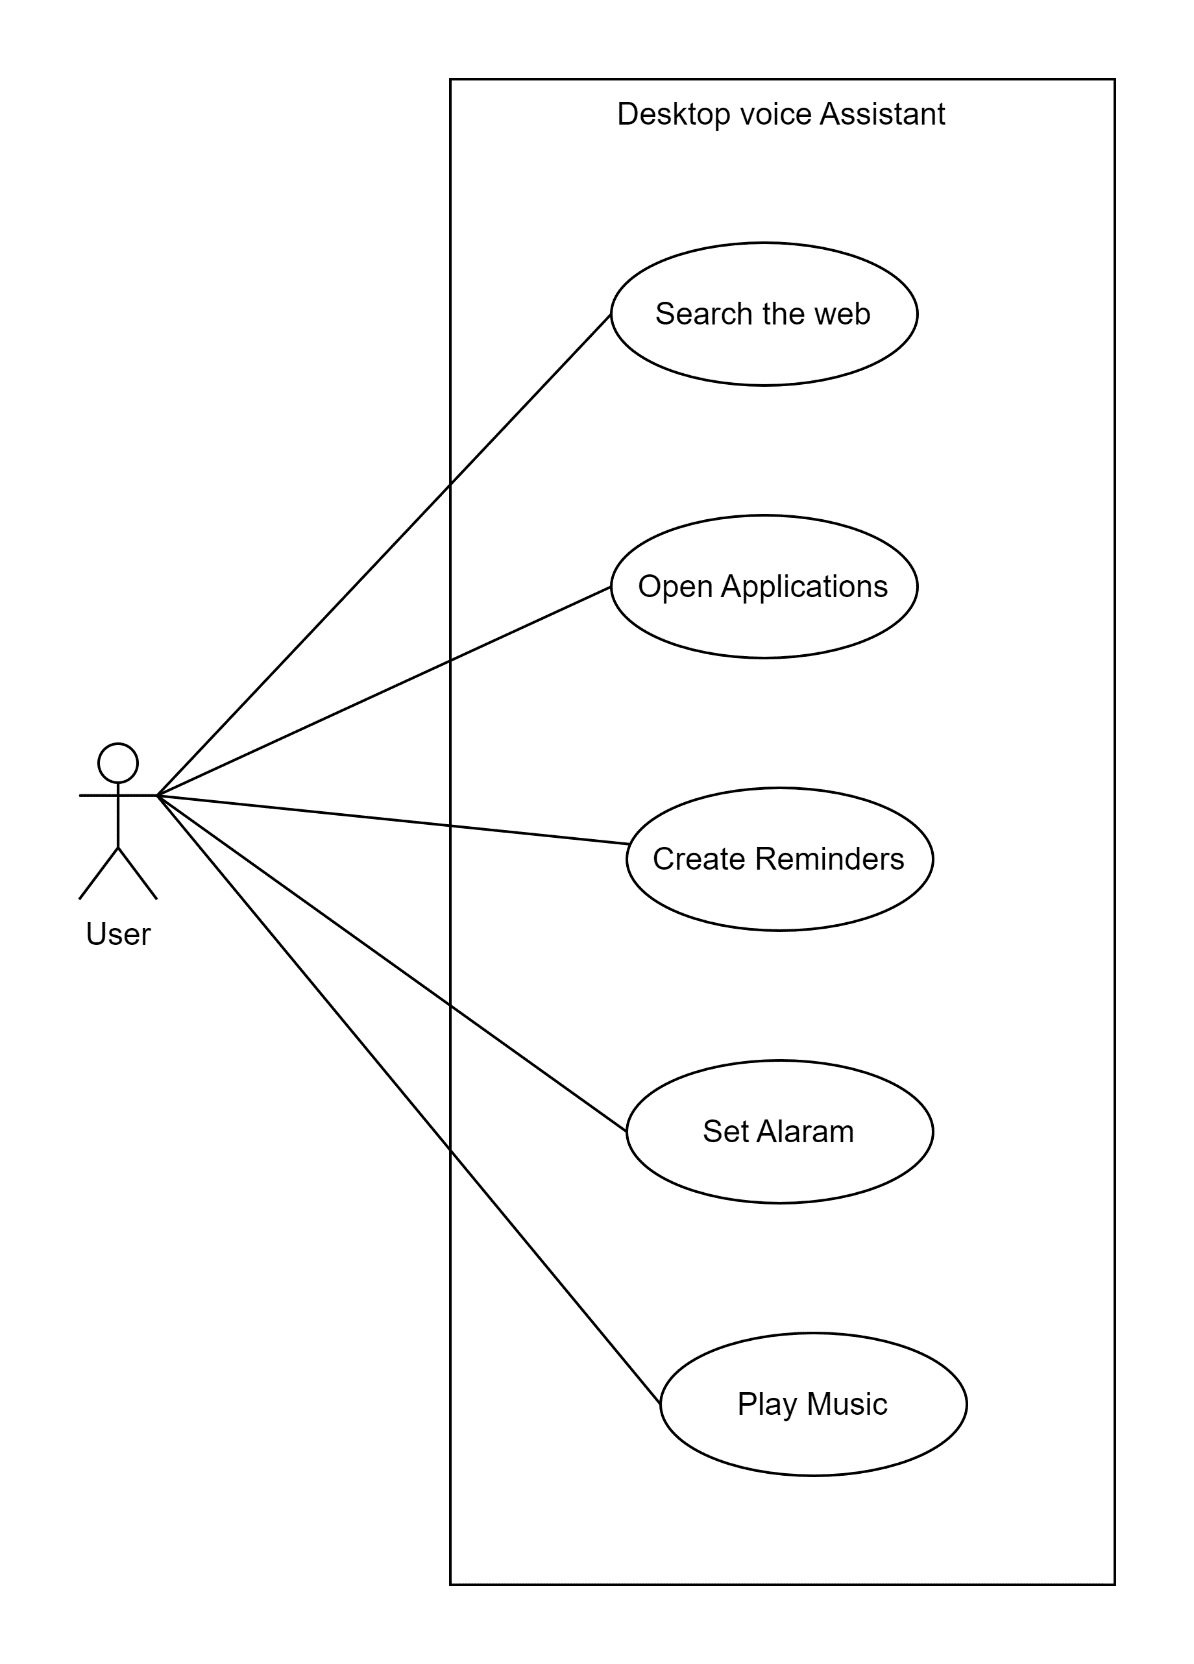 Desktop voice Assistant
Search the web
Open Applications
Create Reminders
User
Set Alaram
Play Music